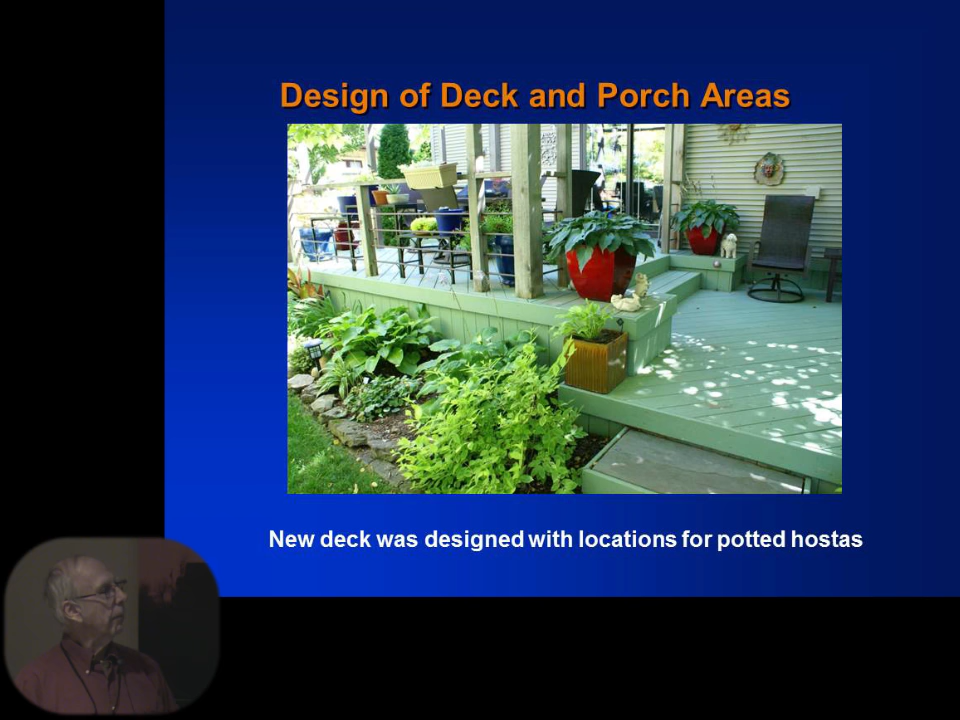 Design of Deck and Porch Areas
New deck was designed with locations for potted hostas